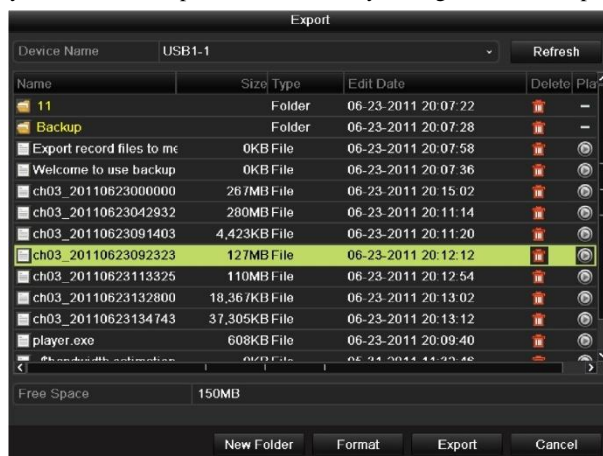 Export
Device Name USB1-1 Refresh
Name Size Type Edit Date Delete Pla
11 Folder 06-23-2011 20:07:22 –
Backup Folder 06-23-2011 20:07:28 –
Export record files to me 0KB File 06-23-2011 20:07:58
Welcome to use backup 0KB File 06-23-2011 20:07:36
ch03_20110623000000 267MB File 06-23-2011 20:15:02
ch03_20110623042932 280MB File 06-23-2011 20:11:14
ch03_20110623091403 4,423KB File 06-23-2011 20:11:20
ch03_20110623092323 127MB File 06-23-2011 20:12:12
ch03_20110623113325 110MB File 06-23-2011 20:12:54
ch03_20110623132800 18,367KB File 06-23-2011 20:13:02
ch03_20110623134743 37,305KB File 06-23-2011 20:13:12
player.exe 608KB File 06-23-2011 20:09:40
Free Space 150MB
New Folder Format Export Cancel